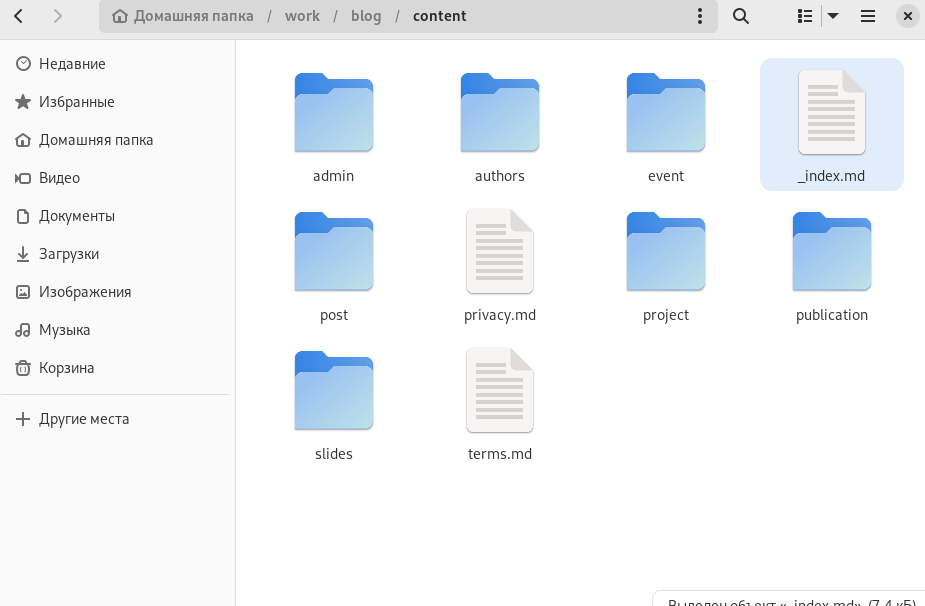 Домашняя папка / work / blog / content
Недавние
Избранные
Домашняя папка
Видео
Документы
Загрузки
Изображения
Музыка
Корзина
Другие места
admin
authors
event
_index.md
post
privacy.md
project
publication
slides
terms.md
Выделен объект «_index.md» (7,4 кБ)